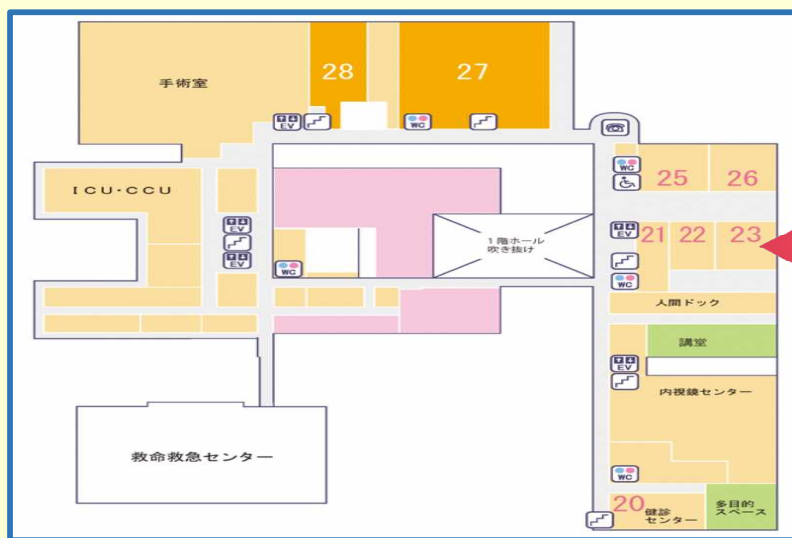 手術室
28
27
EV
WC
ICU・CCU
WC
25
26
EV
EV
1階ホール
吹き抜け
EV
21
22
23
WC
WC
人間ドック
講堂
EV
内視鏡センター
救命救急センター
WC
20
健診
センター
多目的
スペース